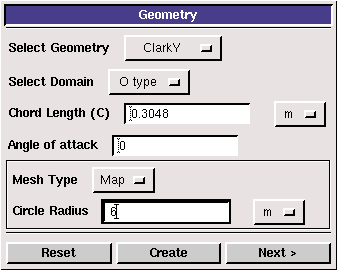 Geometry
Select Geometry ClarkY
Select Domain O type
Chord Length (C) 0.3048 m
Angle of attack 0
Mesh Type Map
Circle Radius 6 m
Reset Create Next >